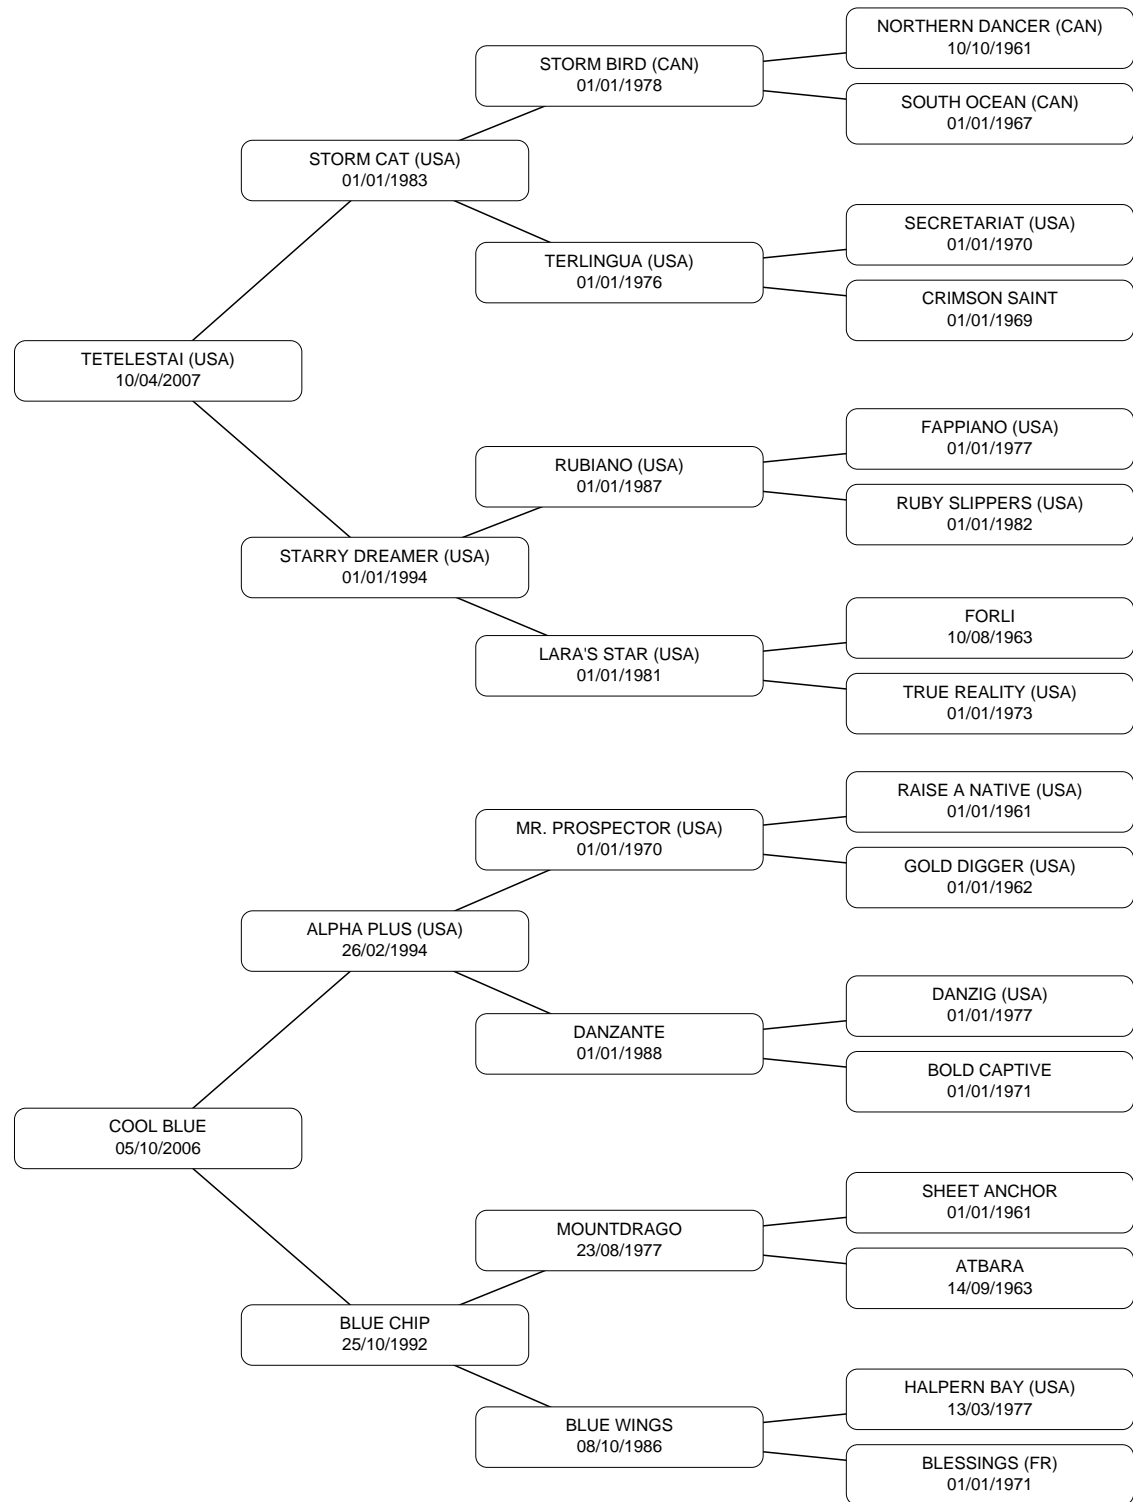 NORTHERN DANCER (CAN)
10/10/1961
STORM BIRD (CAN)
01/01/1978
SOUTH OCEAN (CAN)
01/01/1967
STORM CAT (USA)
01/01/1983
SECRETARIAT (USA)
01/01/1970
TERLINGUA (USA)
01/01/1976
CRIMSON SAINT
01/01/1969
TETELESTAI (USA)
10/04/2007
FAPPIANO (USA)
01/01/1977
RUBIANO (USA)
01/01/1987
RUBY SLIPPERS (USA)
01/01/1982
STARRY DREAMER (USA)
01/01/1994
FORLI
10/08/1963
LARA'S STAR (USA)
01/01/1981
TRUE REALITY (USA)
01/01/1973
RAISE A NATIVE (USA)
01/01/1961
MR. PROSPECTOR (USA)
01/01/1970
GOLD DIGGER (USA)
01/01/1962
ALPHA PLUS (USA)
26/02/1994
DANZIG (USA)
01/01/1977
DANZANTE
01/01/1988
BOLD CAPTIVE
01/01/1971
COOL BLUE
05/10/2006
SHEET ANCHOR
01/01/1961
MOUNTDRAGO
23/08/1977
ATBARA
14/09/1963
BLUE CHIP
25/10/1992
HALPERN BAY (USA)
13/03/1977
BLUE WINGS
08/10/1986
BLESSINGS (FR)
01/01/1971